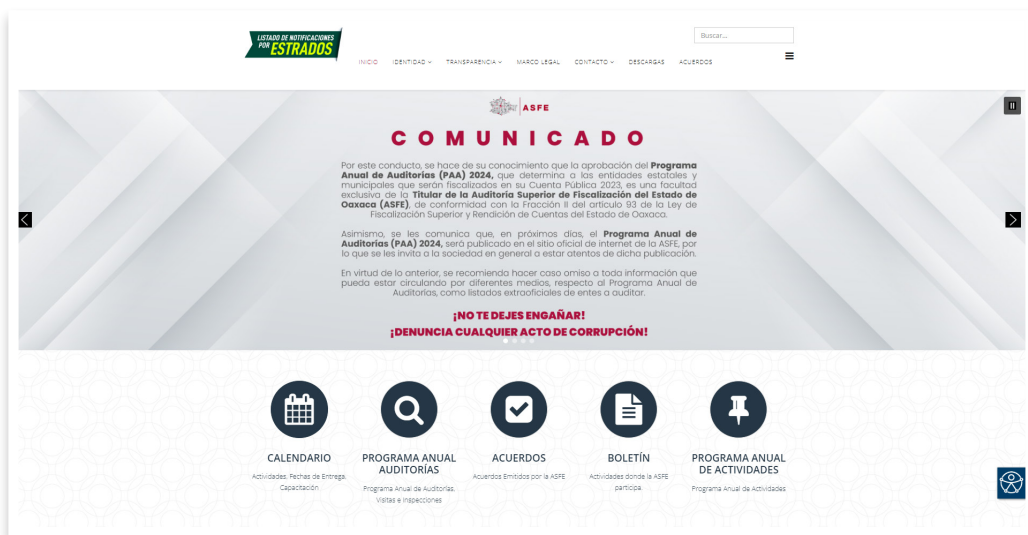 LISTADO DE NOTIFICACIONES
POR ESTRADOS
Buscar...
INICIO IDENTIDAD TRANSPARENCIA MARCO LEGAL CONTACTO DESCARGAS ACUERDOS
ASFE
COMUNICADO
Por este conducto, se hace de su conocimiento que la aprobación del Programa
Anual de Auditorías (PAA) 2024, que determina a las entidades estatales y
municipales que serán fiscalizados en su Cuenta Pública 2023, es una facultad
exclusiva de la Titular de la Auditoría Superior de Fiscalización del Estado de
Oaxaca (ASFE), de conformidad con la Fracción II del artículo 93 de la Ley de
Fiscalización Superior y Rendición de Cuentas del Estado de Oaxaca.
Asimismo, se les comunica que, en próximos días, el Programa Anual de
Auditorías (PAA) 2024, será publicado en el sitio oficial de internet de la ASFE, por
lo que se les invita a la sociedad en general a estar atentos de dicha publicación.
En virtud de lo anterior, se recomienda hacer caso omiso a toda información que
pueda estar circulando por diferentes medios, respecto al Programa Anual de
Auditorías, como listados extraoficiales de entes a auditar.
¡NO TE DEJES ENGAÑAR!
¡DENUNCIA CUALQUIER ACTO DE CORRUPCIÓN!
CALENDARIO
Actividades, Fechas de Entrega,
Capacitación
PROGRAMA ANUAL
AUDITORÍAS
Programa Anual de Auditorías,
Visitas e Inspecciones
ACUERDOS
Acuerdos Emitidos por la ASFE
BOLETÍN
Actividades donde la ASFE
participa
PROGRAMA ANUAL
DE ACTIVIDADES
Programa Anual de Actividades